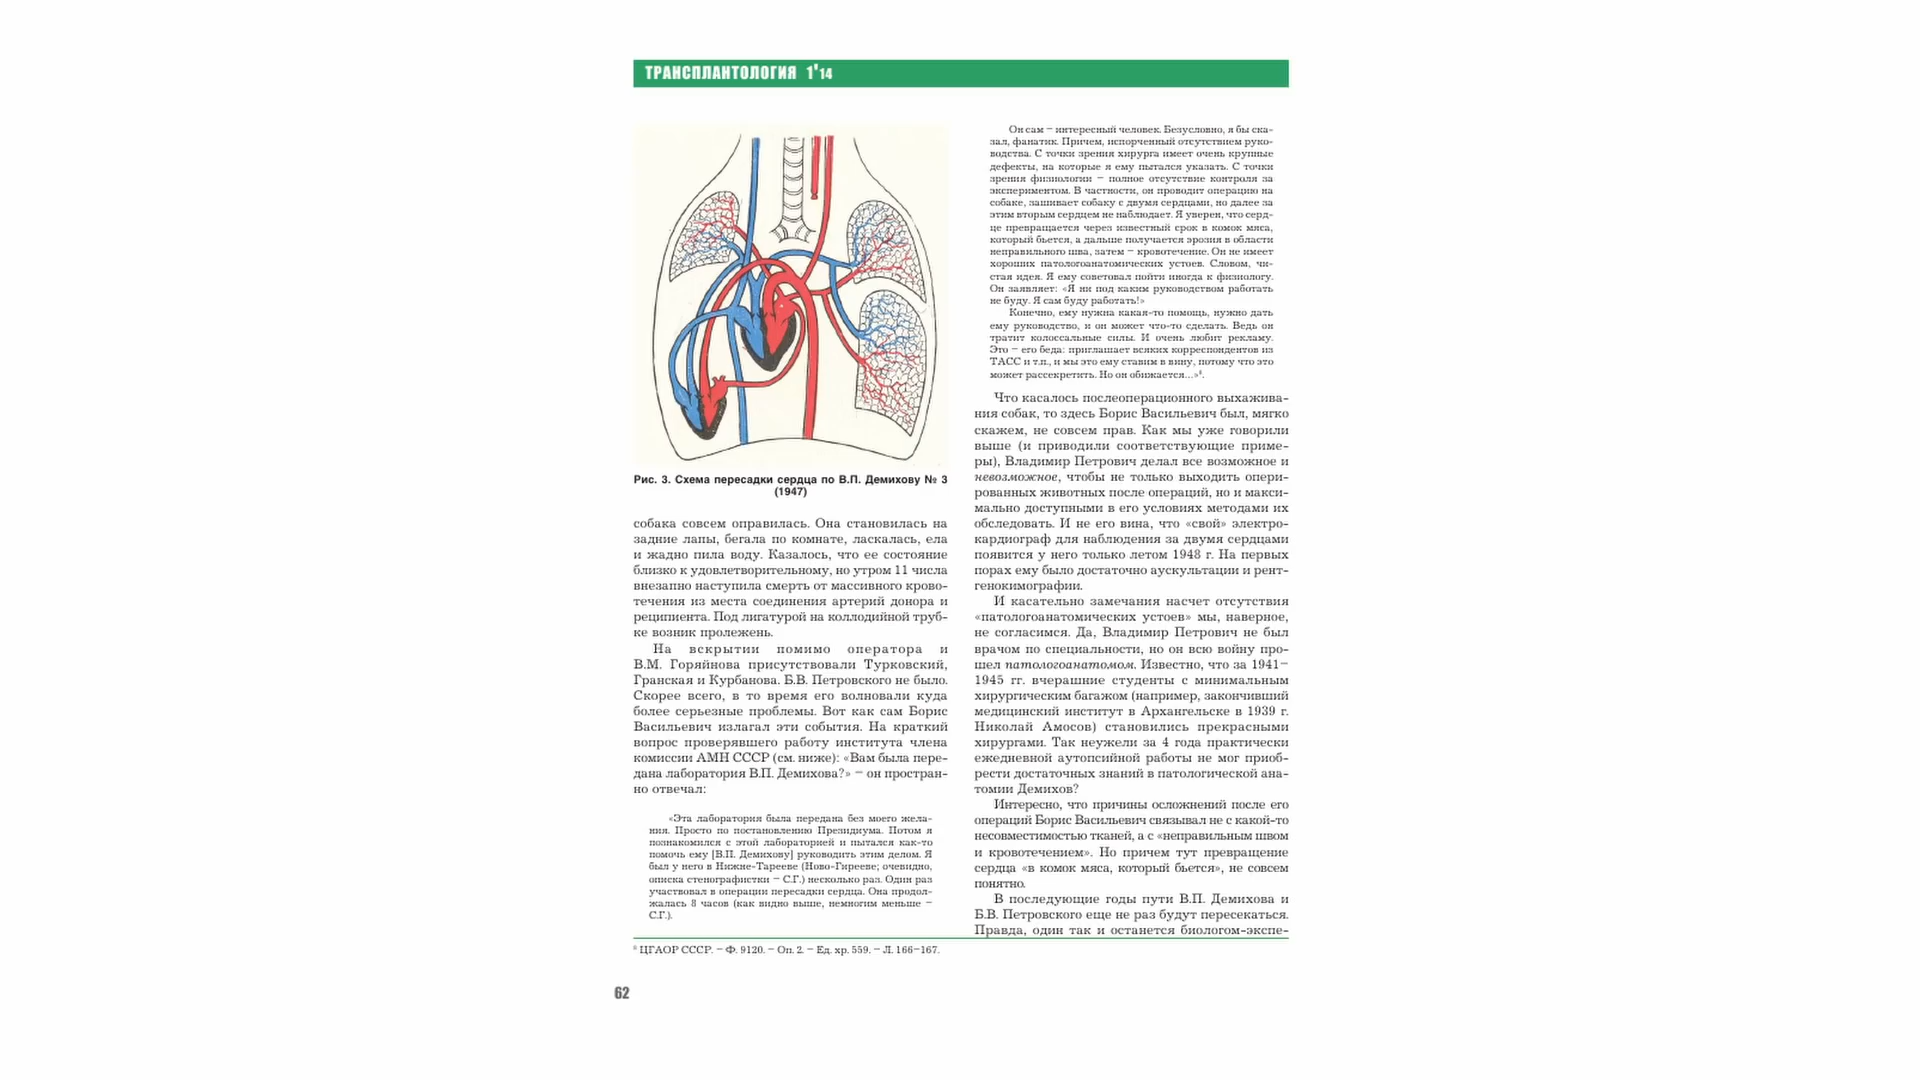 ТРАНСПЛАНТОЛОГИЯ 1'14
Рис. 3. Схема пересадки сердца по В.П. Демихову № 3
(1947)
собака совсем оправилась. Она становилась на
задние лапы, бегала по комнате, ласкалась, ела
и жадно пила воду. Казалось, что ее состояние
близко к удовлетворительному, но утром 11 числа
внезапно наступила смерть от массивного крово-
течения из места соединения артерий донора и
реципиента. Под лигатурой на коллодийной труб-
ке возник пролежень.
На вскрытии помимо оператора и
В.М. Горяйнова присутствовали Турковский,
Гранская и Курбанова. Б.В. Петровского не было.
Скорее всего, в то время его волновали куда
более серьезные проблемы. Вот как сам Борис
Васильевич излагал эти события. На краткий
вопрос проверявшего работу института члена
комиссии АМН СССР (см. ниже): «Вам была пере-
дана лаборатория В.П. Демихова?» – он простран-
но отвечал:
«Эта лаборатория была передана без моего жела-
ния. Просто по постановлению Президиума. Потом я
познакомился с этой лабораторией и пытался как-то
помочь ему [В.П. Демихову] руководить этим делом. Я
был у него в Нижне-Тарееве (Ново-Гирееве; очевидно,
описка стенографистки – С.Г.) несколько раз. Один раз
участвовал в операции пересадки сердца. Она продол-
жалась 8 часов (как видно выше, немногим меньше –
С.Г.).
Он сам – интересный человек. Безусловно, я бы ска-
зал, фанатик. Причем, испорченный отсутствием руко-
водства. С точки зрения хирурга имеет очень крупные
дефекты, на которые я ему пытался указать. С точки
зрения физиологии – полное отсутствие контроля за
экспериментом. В частности, он проводит операцию на
собаке, зашивает собаку с двумя сердцами, но далее за
этим вторым сердцем не наблюдает. Я уверен, что серд-
це превращается через известный срок в комок мяса,
который бьется, а дальше получается эрозия в области
неправильного шва, затем – кровотечение. Он не имеет
хороших патологоанатомических устоев. Словом, чи-
стая идея. Я ему советовал пойти иногда к физиологу.
Он заявляет: «Я ни под каким руководством работать
не буду. Я сам буду работать!»
Конечно, ему нужна какая-то помощь, нужно дать
ему руководство, и он может что-то сделать. Ведь он
тратит колоссальные силы. И очень любит рекламу.
Это – его беда: приглашает всяких корреспондентов из
ТАСС и т.п., и мы это ему ставим в вину, потому что это
может рассекретить. Но он обижается...»⁸.
Что касалось послеоперационного выхажива-
ния собак, то здесь Борис Васильевич был, мягко
скажем, не совсем прав. Как мы уже говорили
выше (и приводили соответствующие приме-
ры), Владимир Петрович делал все возможное и
невозможное, чтобы не только выходить опери-
рованных животных после операций, но и макси-
мально доступными в его условиях методами их
обследовать. И не его вина, что «свой» электро-
кардиограф для наблюдения за двумя сердцами
появится у него только летом 1948 г. На первых
порах ему было достаточно аускультации и рент-
генокимографии.
И касательно замечания насчет отсутствия
«патологоанатомических устоев» мы, наверное,
не согласимся. Да, Владимир Петрович не был
врачом по специальности, но он всю войну про-
шел патологоанатомом. Известно, что за 1941–
1945 гг. вчерашние студенты с минимальным
хирургическим багажом (например, закончивший
медицинский институт в Архангельске в 1939 г.
Николай Амосов) становились прекрасными
хирургами. Так неужели за 4 года практически
ежедневной аутопсийной работы не мог приоб-
рести достаточных знаний в патологической ана-
томии Демихов?
Интересно, что причины осложнений после его
операций Борис Васильевич связывал не с какой-то
несовместимостью тканей, а с «неправильным швом
и кровотечением». Но причем тут превращение
сердца «в комок мяса, который бьется», не совсем
понятно.
В последующие годы пути В.П. Демихова и
Б.В. Петровского еще не раз будут пересекаться.
Правда, один так и останется биологом-экспе-
⁸ ЦГАОР СССР. – Ф. 9120. – Оп. 2. – Ед. хр. 559. – Л. 166–167.
62